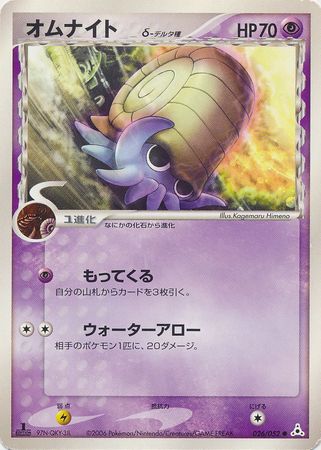 オムナイト δ-デルタ種 HP70
Illus.Kagemaru Himeno
1進化 なにかの化石から進化
もってくる
自分の山札からカードを3枚引く。
ウォーターアロー
相手のポケモン1匹に、20ダメージ。
弱点 抵抗力 にげる
1 97N-QKY-3JL ©2006 Pokémon/Nintendo/Creatures/GAME FREAK 026/052 ●